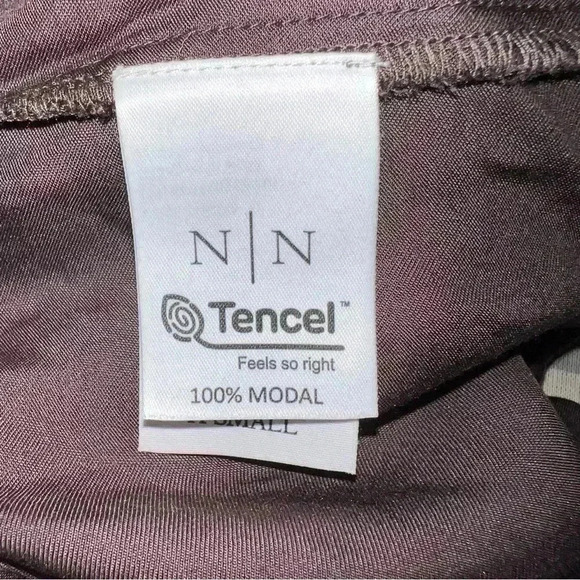 N|N
Tencel™
Feels so right
100% MODAL
SMALL